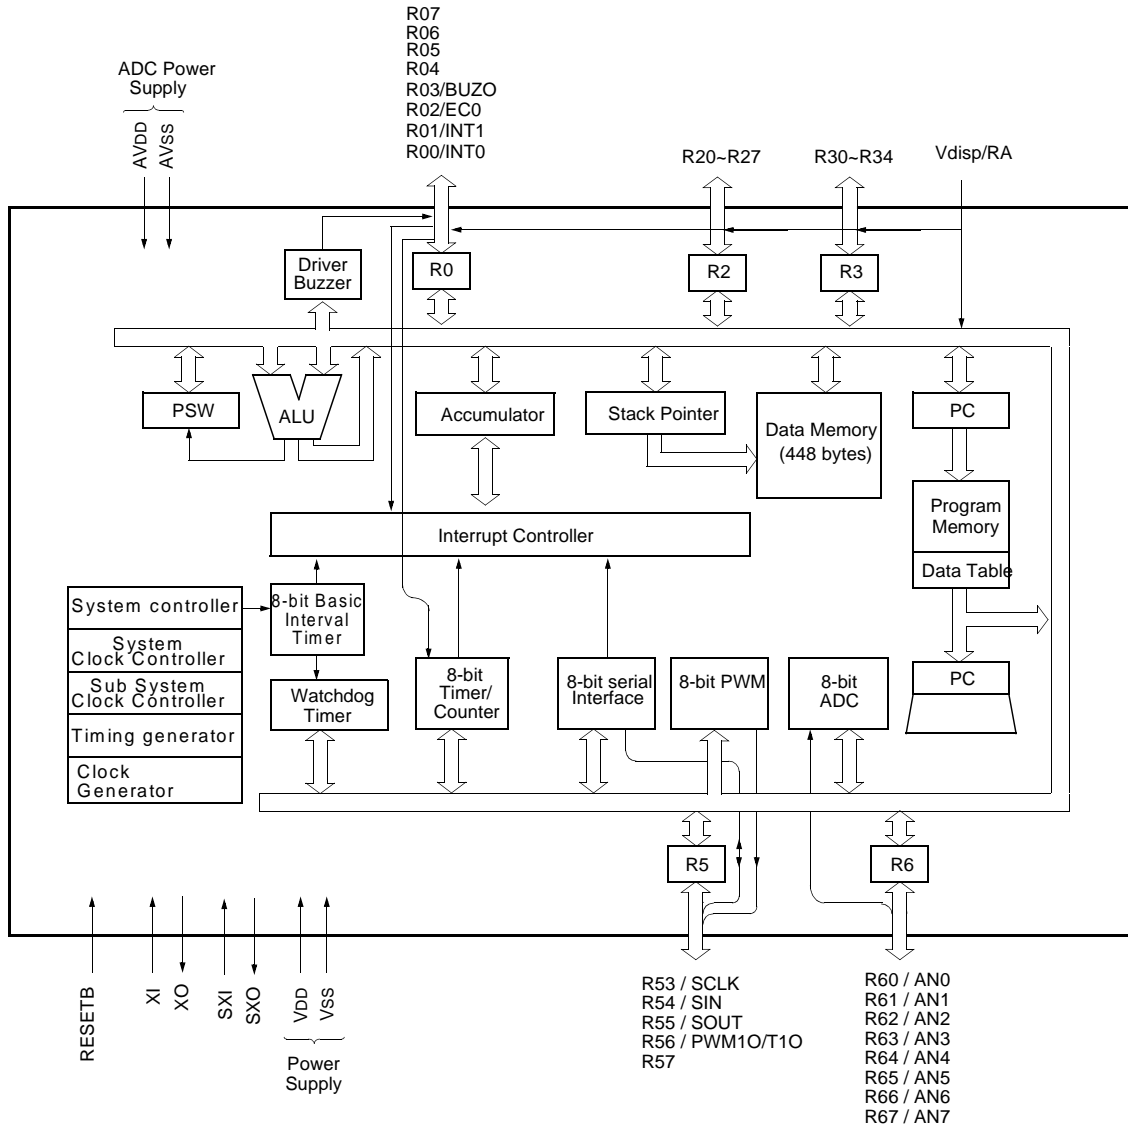 R07
R06
R05
R04
R03/BUZO
R02/EC0
R01/INT1
R00/INT0
ADC Power
Supply
AVDD
AVSS
R20~R27
R30~R34
Vdisp/RA
Driver
Buzzer
R0
R2
R3
PSW
ALU
Accumulator
Stack Pointer
Data Memory
(448 bytes)
PC
Program
Memory
Data Table
PC
Interrupt Controller
System controller
System
Clock Controller
Sub System
Clock Controller
Timing generator
Clock
Generator
8-bit Basic
Interval
Timer
Watchdog
Timer
8-bit
Timer/
Counter
8-bit serial
Interface
8-bit PWM
8-bit
ADC
R5
R6
RESETB
XI
XO
SXI
SXO
VDD
VSS
Power
Supply
R53 / SCLK
R54 / SIN
R55 / SOUT
R56 / PWM1O/T1O
R57
R60 / AN0
R61 / AN1
R62 / AN2
R63 / AN3
R64 / AN4
R65 / AN5
R66 / AN6
R67 / AN7